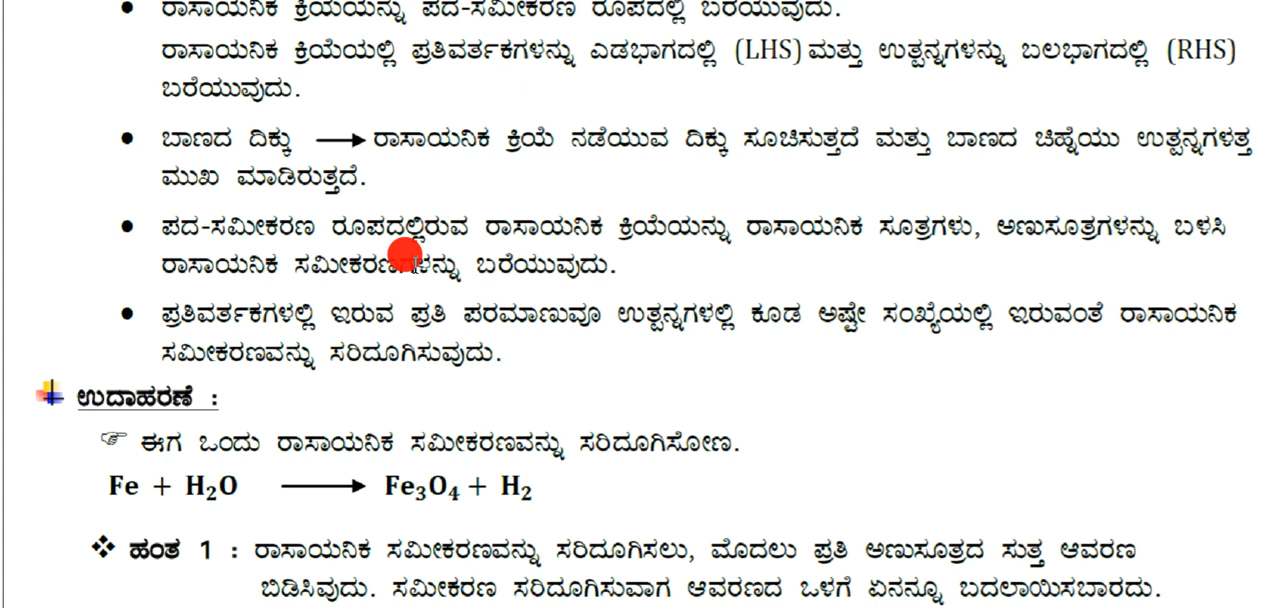 ರಾಸಾಯನಿಕ ಕ್ರಿಯೆಯನ್ನು ಪದ-ಸಮೀಕರಣ ರೂಪದಲ್ಲಿ ಬರೆಯುವುದು.
ರಾಸಾಯನಿಕ ಕ್ರಿಯೆಯಲ್ಲಿ ಪ್ರತಿವರ್ತಕಗಳನ್ನು ಎಡಭಾಗದಲ್ಲಿ (LHS) ಮತ್ತು ಉತ್ಪನ್ನಗಳನ್ನು ಬಲಭಾಗದಲ್ಲಿ (RHS)
ಬರೆಯುವುದು.
• ಬಾಣದ ದಿಕ್ಕು ⟶ ರಾಸಾಯನಿಕ ಕ್ರಿಯೆ ನಡೆಯುವ ದಿಕ್ಕು ಸೂಚಿಸುತ್ತದೆ ಮತ್ತು ಬಾಣದ ಚಿಹ್ನೆಯು ಉತ್ಪನ್ನಗಳತ್ತ
ಮುಖ ಮಾಡಿರುತ್ತದೆ.
• ಪದ-ಸಮೀಕರಣ ರೂಪದಲ್ಲಿರುವ ರಾಸಾಯನಿಕ ಕ್ರಿಯೆಯನ್ನು ರಾಸಾಯನಿಕ ಸೂತ್ರಗಳು, ಅಣುಸೂತ್ರಗಳನ್ನು ಬಳಸಿ
ರಾಸಾಯನಿಕ ಸಮೀಕರಣಗಳನ್ನು ಬರೆಯುವುದು.
• ಪ್ರತಿವರ್ತಕಗಳಲ್ಲಿ ಇರುವ ಪ್ರತಿ ಪರಮಾಣುವೂ ಉತ್ಪನ್ನಗಳಲ್ಲಿ ಕೂಡ ಅಷ್ಟೇ ಸಂಖ್ಯೆಯಲ್ಲಿ ಇರುವಂತೆ ರಾಸಾಯನಿಕ
ಸಮೀಕರಣವನ್ನು ಸರಿದೂಗಿಸುವುದು.
ಉದಾಹರಣೆ :
☞ ಈಗ ಒಂದು ರಾಸಾಯನಿಕ ಸಮೀಕರಣವನ್ನು ಸರಿದೂಗಿಸೋಣ.
Fe + H₂O ⟶ Fe₃O₄ + H₂
❖ ಹಂತ 1 : ರಾಸಾಯನಿಕ ಸಮೀಕರಣವನ್ನು ಸರಿದೂಗಿಸಲು, ಮೊದಲು ಪ್ರತಿ ಅಣುಸೂತ್ರದ ಸುತ್ತ ಆವರಣ
ಬಿಡಿಸಿವುದು. ಸಮೀಕರಣ ಸರಿದೂಗಿಸುವಾಗ ಆವರಣದ ಒಳಗೆ ಏನನ್ನೂ ಬದಲಾಯಿಸಬಾರದು.